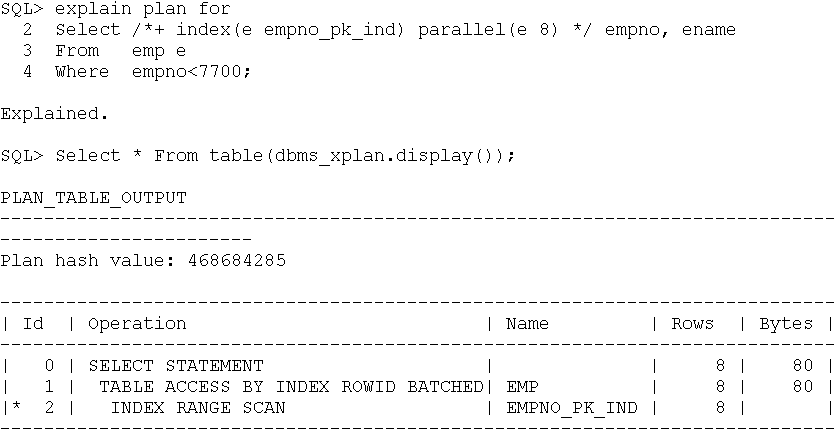 SQL> explain plan for
  2  Select /*+ index(e empno_pk_ind) parallel(e 8) */ empno, ename
  3  From   emp e
  4  Where  empno<7700;

Explained.

SQL> Select * From table(dbms_xplan.display());

PLAN_TABLE_OUTPUT
----------------------------------------------------------------------------
-----------------------
Plan hash value: 468684285

----------------------------------------------------------------------------
| Id  | Operation                           | Name         | Rows  | Bytes |
----------------------------------------------------------------------------
|   0 | SELECT STATEMENT                    |              |     8 |    80 |
|   1 |  TABLE ACCESS BY INDEX ROWID BATCHED| EMP          |     8 |    80 |
|*  2 |   INDEX RANGE SCAN                  | EMPNO_PK_IND |     8 |       |
----------------------------------------------------------------------------